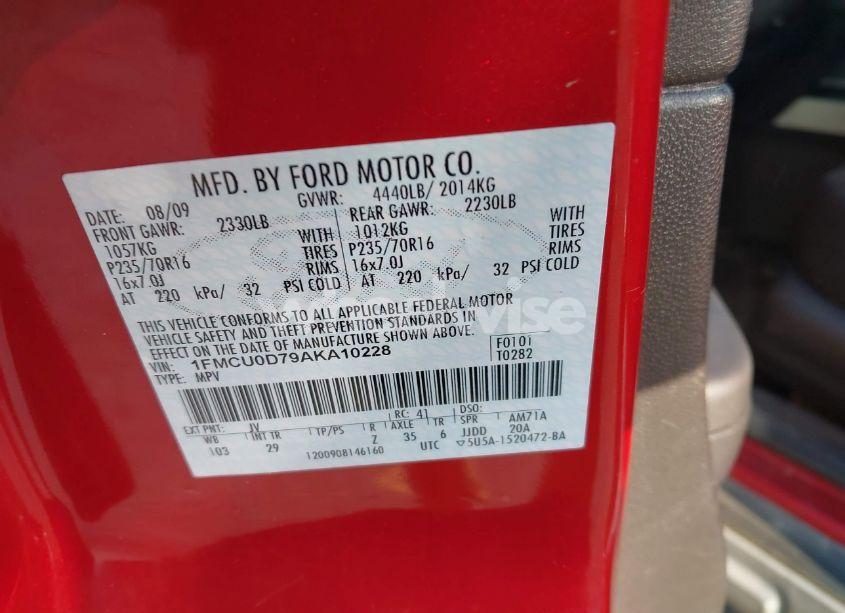 MFD. BY FORD MOTOR CO.
DATE: 08/09 GVWR: 4440LB/ 2014KG
FRONT GAWR: 2330LB REAR GAWR: 2230LB
1057KG WITH 1012KG WITH
P235/70R16 TIRES P235/70R16 TIRES
16x7.0J RIMS 16x7.0J RIMS
AT 220 kPa/ 32 PSI COLD AT 220 kPa/ 32 PSI COLD
THIS VEHICLE CONFORMS TO ALL APPLICABLE FEDERAL MOTOR
VEHICLE SAFETY AND THEFT PREVENTION STANDARDS IN
EFFECT ON THE DATE OF MANUFACTURE SHOWN ABOVE.
VIN: 1FMCU0D79AKA10228 F0101
TYPE: MPV T0282
EXT PNT: JV RC: 41 DSO:
WB INT TR TP/PS R AXLE TR SPR AM71A
103 29 Z 35 6 JJDD 20A
1200908146160 UTC ▽5U5A-1520472-BA